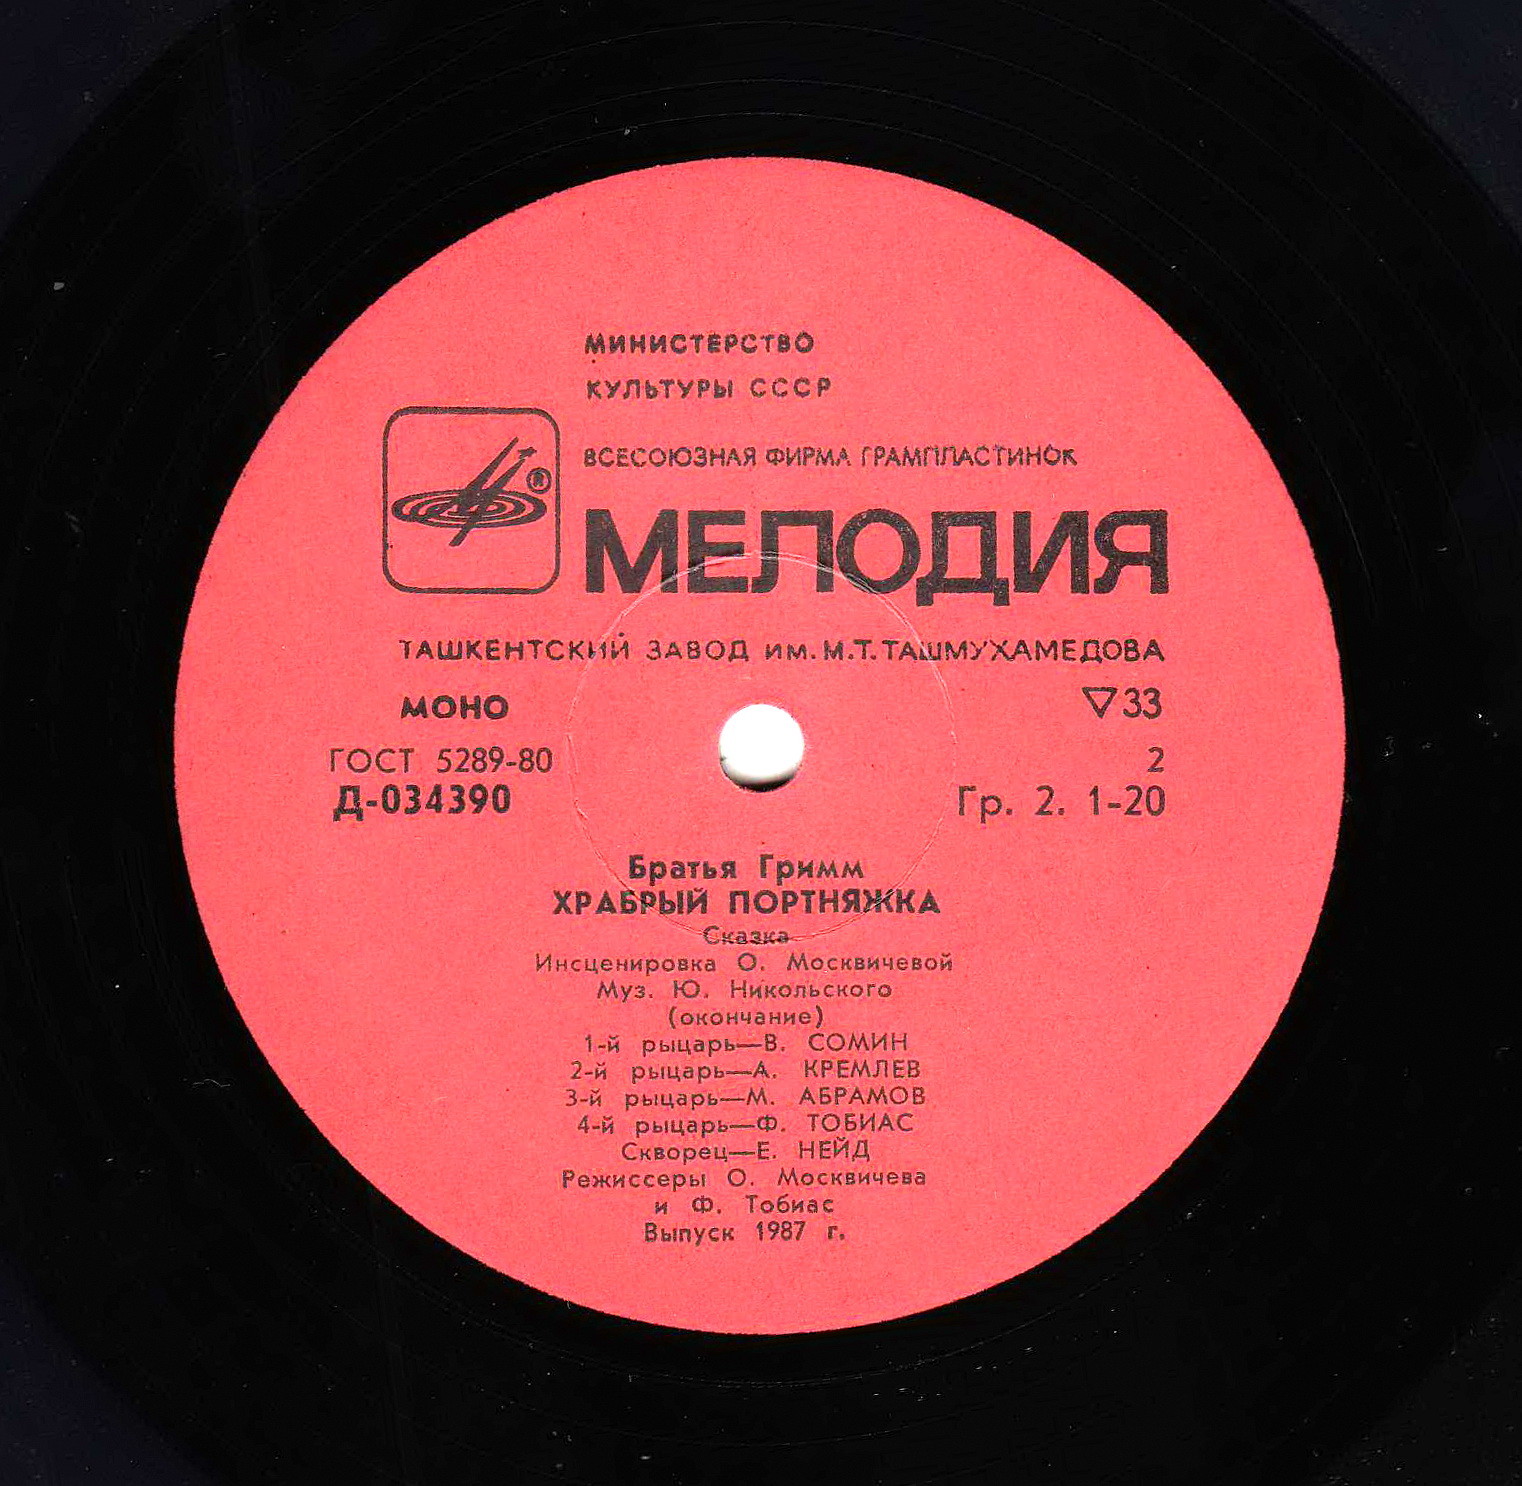 МИНИСТЕРСТВО
КУЛЬТУРЫ СССР
ВСЕСОЮЗНАЯ ФИРМА ГРАМПЛАСТИНОК
®
МЕЛОДИЯ
ТАШКЕНТСКИЙ ЗАВОД ИМ. М.Т. ТАШМУХАМЕДОВА
МОНО ▽33
ГОСТ 5289-80 2
Д-034390 Гр. 2. 1-20
Братья Гримм
ХРАБРЫЙ ПОРТНЯЖКА
Сказка
Инсценировка О. Москвичевой
Муз. Ю. Никольского
(окончание)
1-й рыцарь—В. СОМИН
2-й рыцарь—А. КРЕМЛЕВ
3-й рыцарь—М. АБРАМОВ
4-й рыцарь—Ф. ТОБИАС
Скворец—Е. НЕЙД
Режиссеры О. Москвичева
и Ф. Тобиас
Выпуск 1987 г.